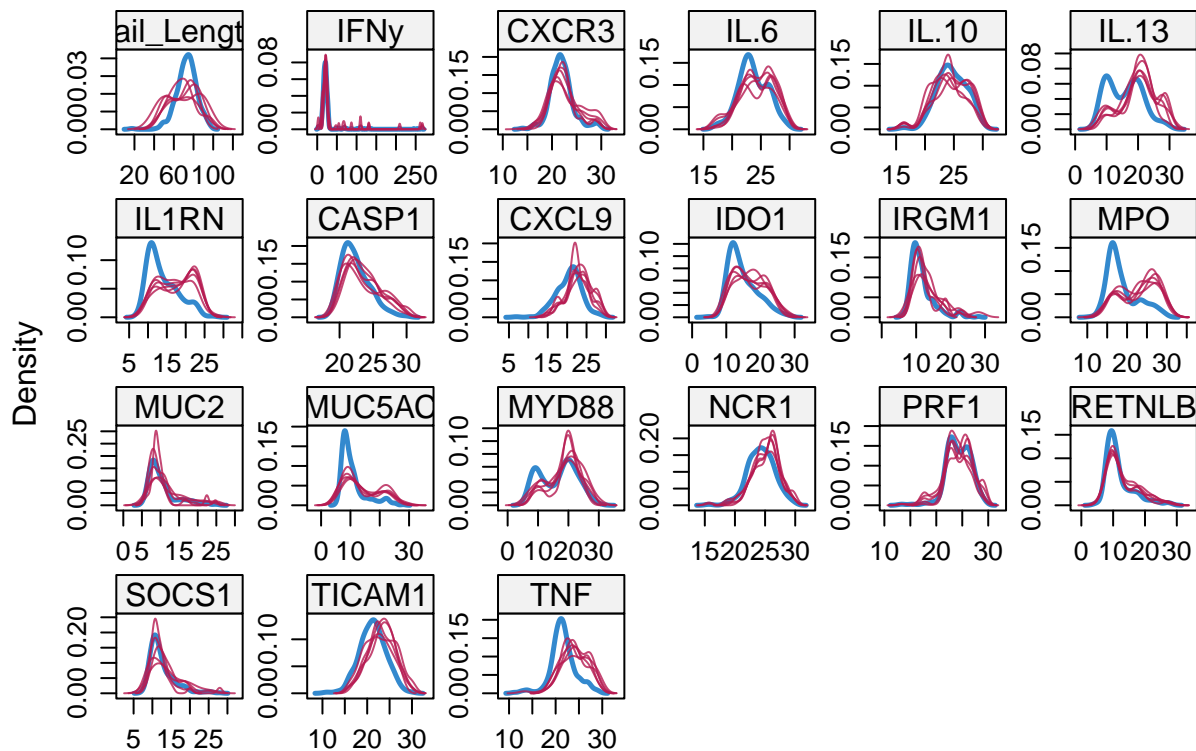 ail_Lengt IFNy CXCR3 IL.6 IL.10 IL.13
0.00 0.03 0.00 0.08 0.00 0.15 0.00 0.15 0.00 0.15 0.00 0.08
20 60 100 0 100 250 10 20 30 15 25 15 25 0 10 20 30
IL1RN CASP1 CXCL9 IDO1 IRGM1 MPO
0.00 0.10 0.00 0.15 0.00 0.15 0.00 0.10 0.00 0.15 0.00 0.15
5 15 25 20 25 30 5 15 25 0 10 20 30 10 20 30 10 20 30
Density
MUC2 MUC5AC MYD88 NCR1 PRF1 RETNLB
0.00 0.25 0.00 0.15 0.00 0.10 0.00 0.20 0.00 0.15 0.00 0.15
0 5 15 25 0 10 30 0 10 20 30 15 20 25 30 10 20 30 0 10 20 30
SOCS1 TICAM1 TNF
0.00 0.20 0.00 0.10 0.00 0.15
5 15 25 10 20 30 10 20 30